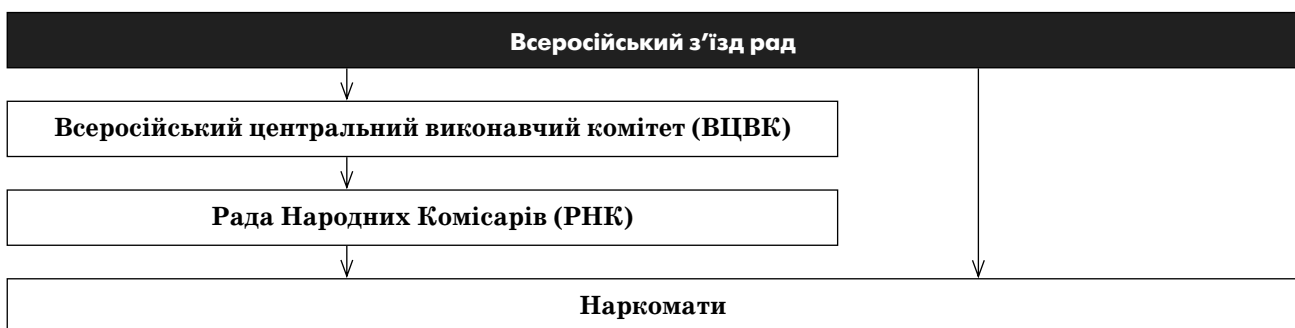 Всеросійський з’їзд рад
Всеросійський центральний виконавчий комітет (ВЦВК)
Рада Народних Комісарів (РНК)
Наркомати